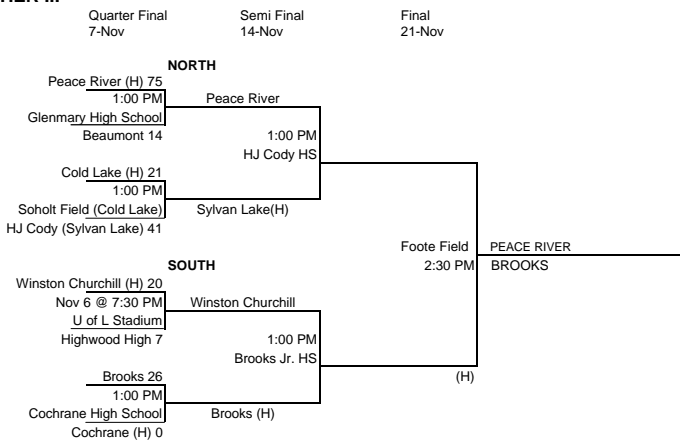 Quarter Final
7-Nov
Semi Final
14-Nov
Final
21-Nov
NORTH
Peace River (H) 75
1:00 PM
Glenmary High School
Beaumont 14
Peace River
1:00 PM
HJ Cody HS
Cold Lake (H) 21
1:00 PM
Soholt Field (Cold Lake)
HJ Cody (Sylvan Lake) 41
Sylvan Lake(H)
Foote Field
2:30 PM
PEACE RIVER
BROOKS
SOUTH
Winston Churchill (H) 20
Nov 6 @ 7:30 PM
U of L Stadium
Highwood High 7
Winston Churchill
1:00 PM
Brooks Jr. HS
(H)
Brooks 26
1:00 PM
Cochrane High School
Cochrane (H) 0
Brooks (H)